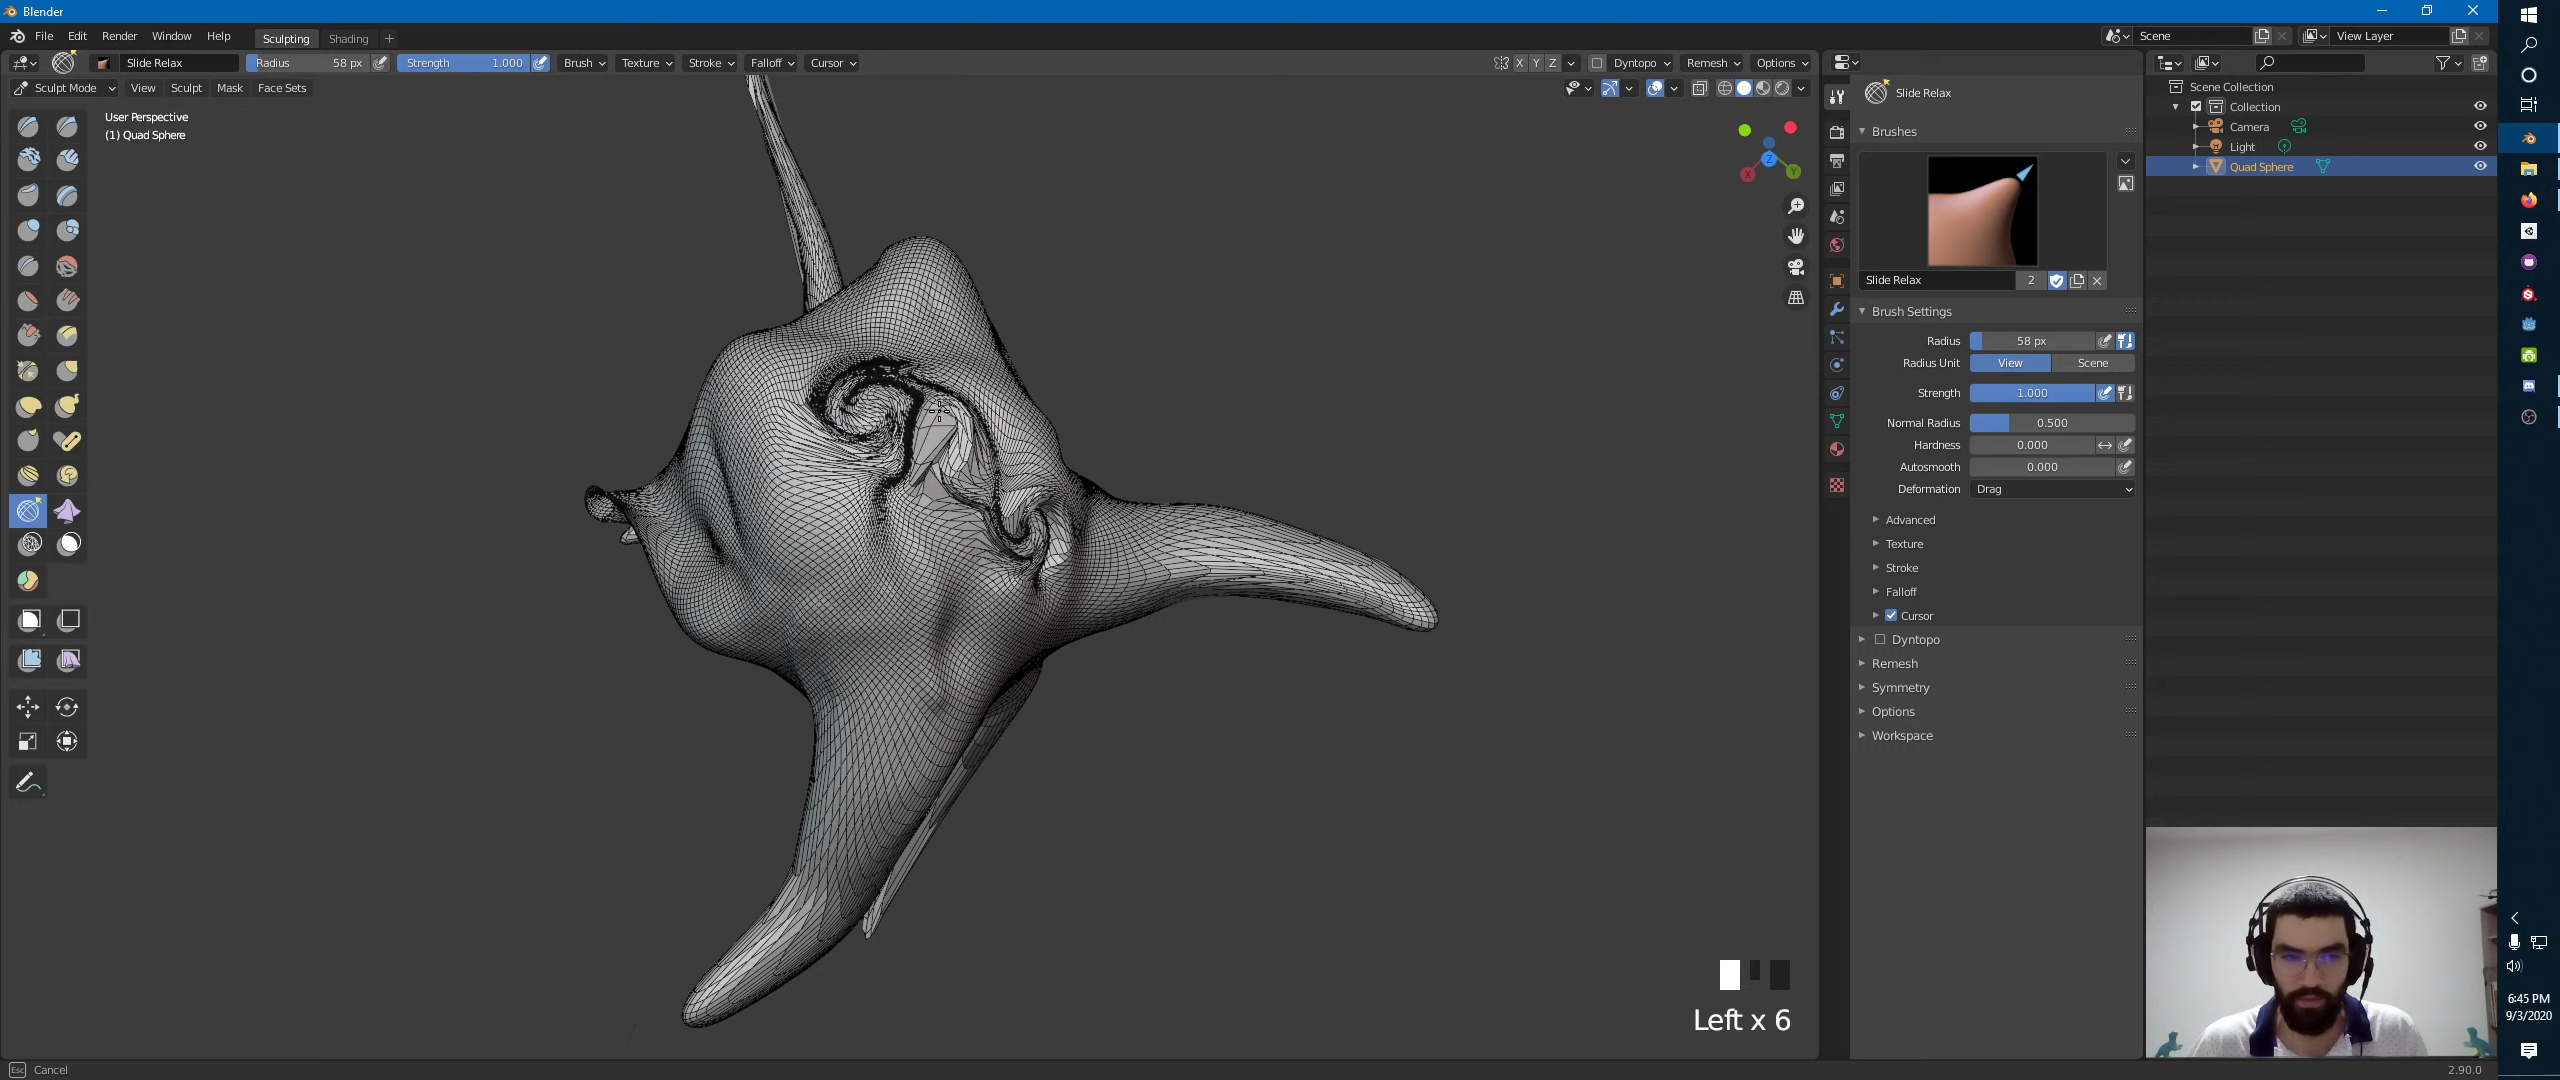 Blender
File Edit Render Window Help Sculpting Shading + Scene View Layer
Slide Relax Radius 58 px Strength 1.000 Brush Texture Stroke Falloff Cursor X Y Z Dyntopo Remesh Options
Sculpt Mode View Sculpt Mask Face Sets
User Perspective
(1) Quad Sphere
X Y Z
Slide Relax
Brushes
Slide Relax 2
Brush Settings
Radius 58 px
Radius Unit View Scene
Strength 1.000
Normal Radius 0.500
Hardness 0.000
Autosmooth 0.000
Deformation Drag
Advanced
Texture
Stroke
Falloff
Cursor
Dyntopo
Remesh
Symmetry
Options
Workspace
Scene Collection
Collection
Camera
Light
Quad Sphere
Left x 6
6:45 PM
9/3/2020
Esc Cancel
2.90.0